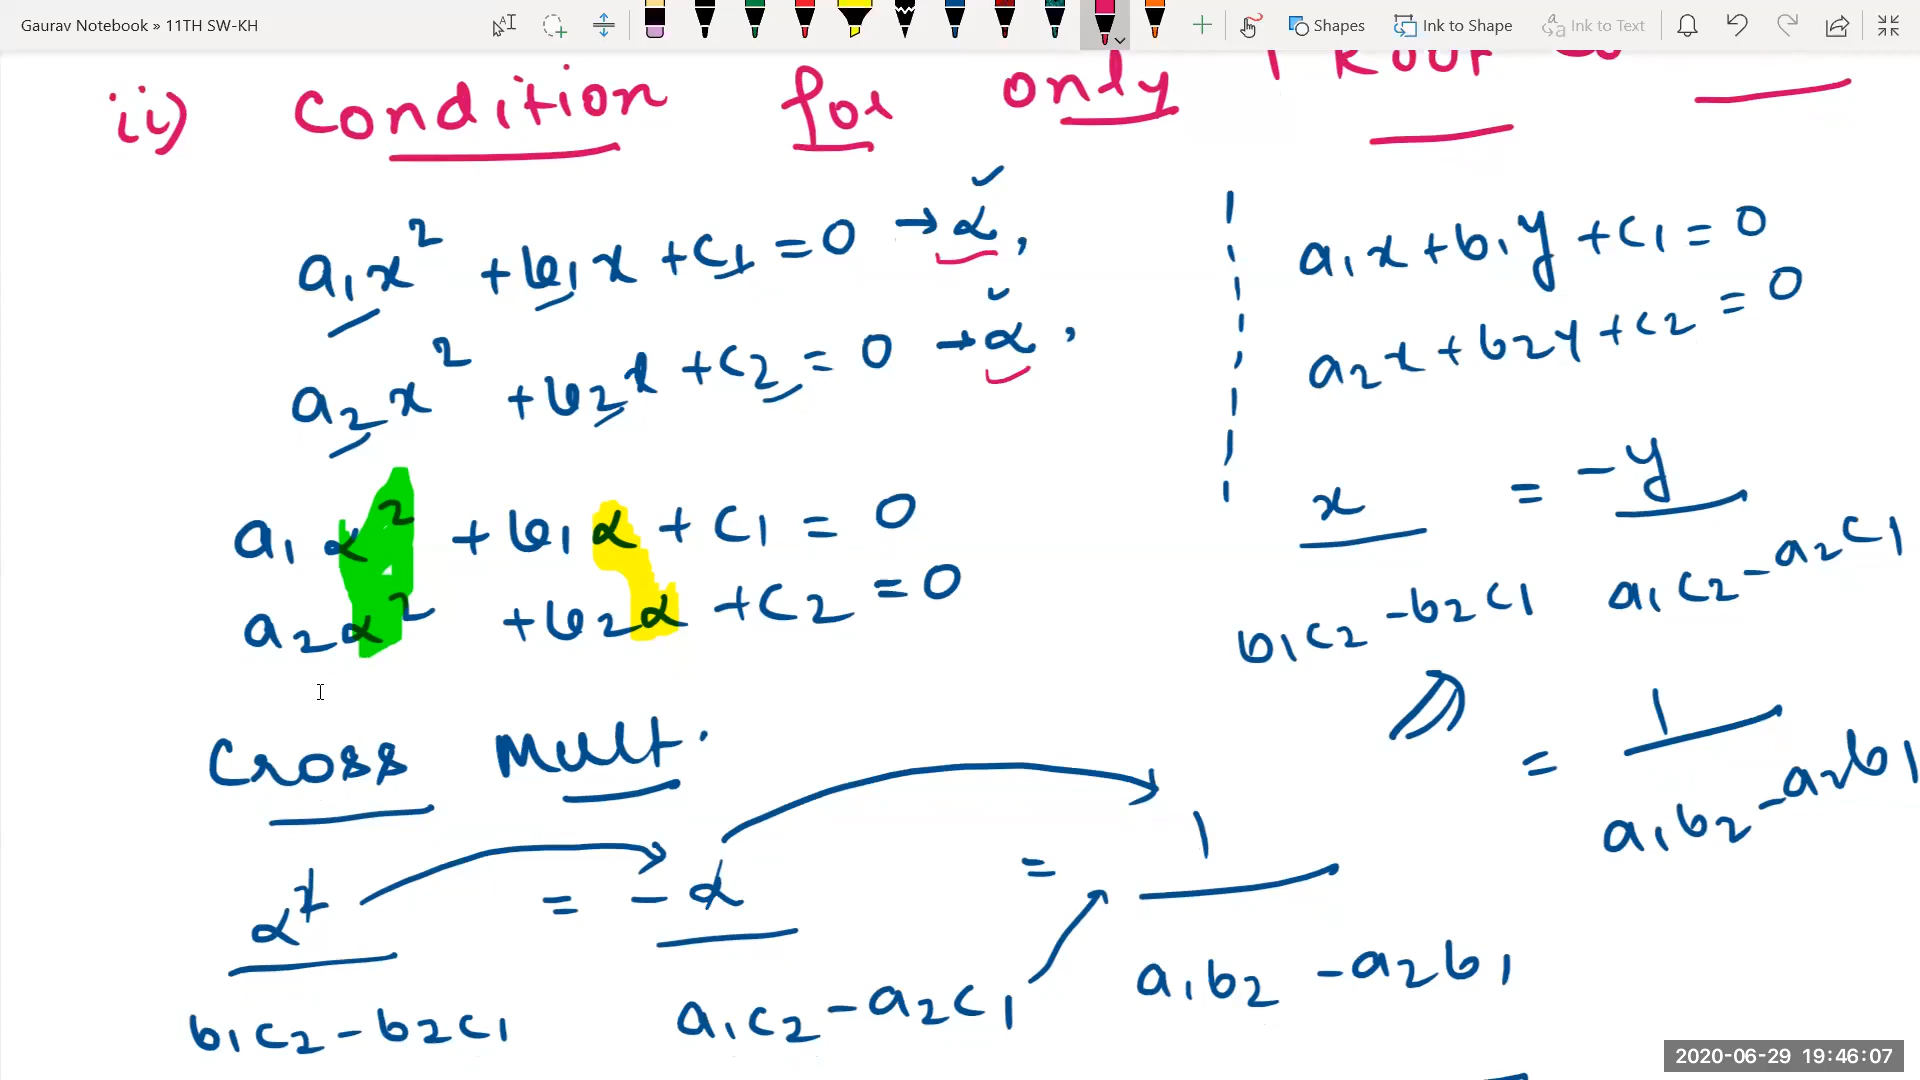 Gaurav Notebook » 11TH SW-KH
Shapes
Ink to Shape
Ink to Text
ii) Condition for only 1 Root
a₁x² + b₁x + c₁ = 0 → α,
a₂x² + b₂x + c₂ = 0 → α,
a₁α² + b₁α + c₁ = 0
a₂α² + b₂α + c₂ = 0
Cross Mult.
α² = -α = 1
b₁c₂ - b₂c₁ a₁c₂ - a₂c₁ a₁b₂ - a₂b₁
a₁x + b₁y + c₁ = 0
a₂x + b₂y + c₂ = 0
x = -y
b₁c₂ - b₂c₁ a₁c₂ - a₂c₁
= 1
a₁b₂ - a₂b₁
2020-06-29 19:46:07